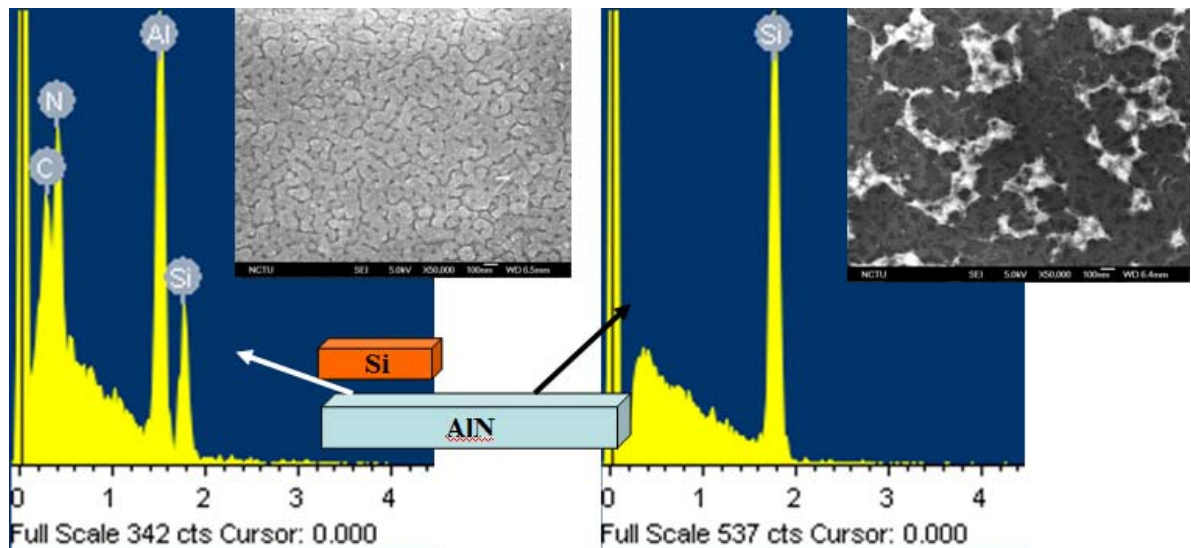 Al
N
C
Si
NCTU SEI 5.0kV X50,000 100nm WD 6.5mm
0 1 2 3 4
Full Scale 342 cts Cursor: 0.000
Si
AlN
Si
NCTU SEI 5.0kV X50,000 100nm WD 6.4mm
0 1 2 3 4
Full Scale 537 cts Cursor: 0.000